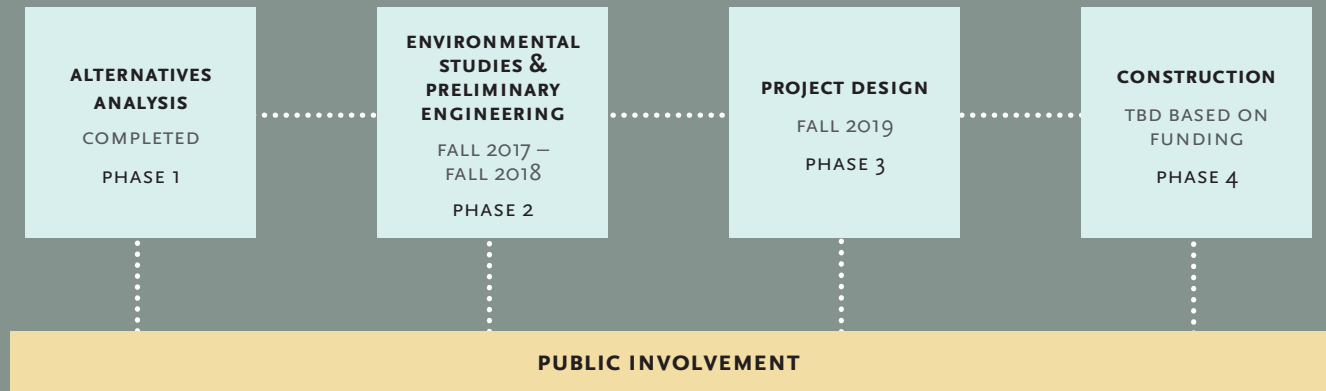 ALTERNATIVES
ANALYSIS
COMPLETED
PHASE 1
ENVIRONMENTAL
STUDIES &
PRELIMINARY
ENGINEERING
FALL 2017 –
FALL 2018
PHASE 2
PROJECT DESIGN
FALL 2019
PHASE 3
CONSTRUCTION
TBD BASED ON
FUNDING
PHASE 4
PUBLIC INVOLVEMENT